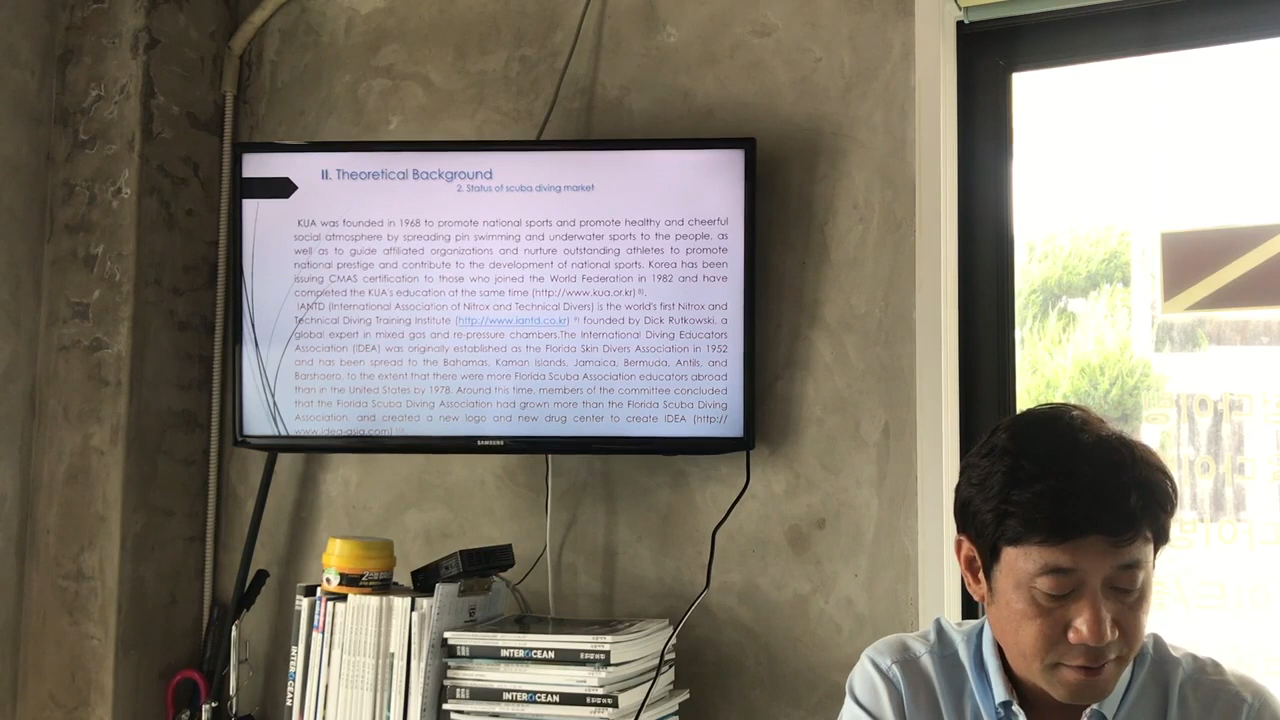 II. Theoretical Background
2. Status of scuba diving market
KUA was founded in 1968 to promote national sports and promote healthy and cheerful
social atmosphere by spreading pin swimming and underwater sports to the people, as
well as to guide affiliated organizations and nurture outstanding athletes to promote
national prestige and contribute to the development of national sports. Korea has been
issuing CMAS certification to those who joined the World Federation in 1982 and have
completed the KUA's education at the same time (http://www.kua.or.kr) 8).
IANTD (International Association of Nitrox and Technical Divers) is the world's first Nitrox and
Technical Diving Training Institute (http://www.iantd.co.kr) 9) founded by Dick Rutkowski, a
global expert in mixed gas and re-pressure chambers.The International Diving Educators
Association (IDEA) was originally established as the Florida Skin Divers Association in 1952
and has been spread to the Bahamas, Kaman Islands, Jamaica, Bermuda, Antils, and
Barshaero, to the extent that there were more Florida Scuba Association educators abroad
than in the United States by 1978. Around this time, members of the committee concluded
that the Florida Scuba Diving Association had grown more than the Florida Scuba Diving
Association, and created a new logo and new drug center to create IDEA (http://
www.idea-asia.com)
SAMSUNG
INTEROCEAN
INTEROCEAN
INTEROCEAN